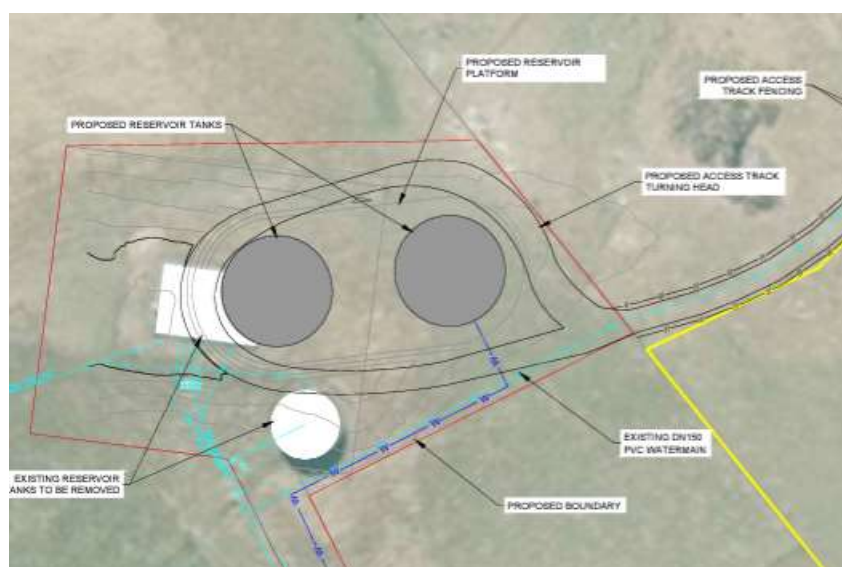 PROPOSED RESERVOIR
PLATFORM
PROPOSED ACCESS
TRACK FENCING
PROPOSED RESERVOIR TANKS
PROPOSED ACCESS TRACK
TURNING HEAD
EXISTING DN150
PVC WATERMAIN
EXISTING RESERVOIR
ANKS TO BE REMOVED
PROPOSED BOUNDARY